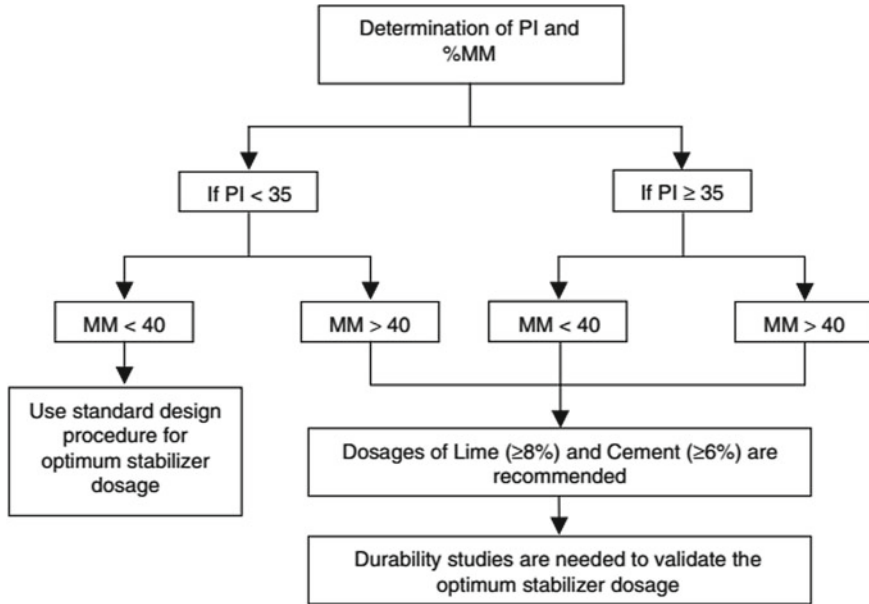 Determination of PI and
%MM
If PI < 35
If PI ≥ 35
MM < 40
MM > 40
MM < 40
MM > 40
Use standard design
procedure for
optimum stabilizer
dosage
Dosages of Lime (≥8%) and Cement (≥6%) are
recommended
Durability studies are needed to validate the
optimum stabilizer dosage